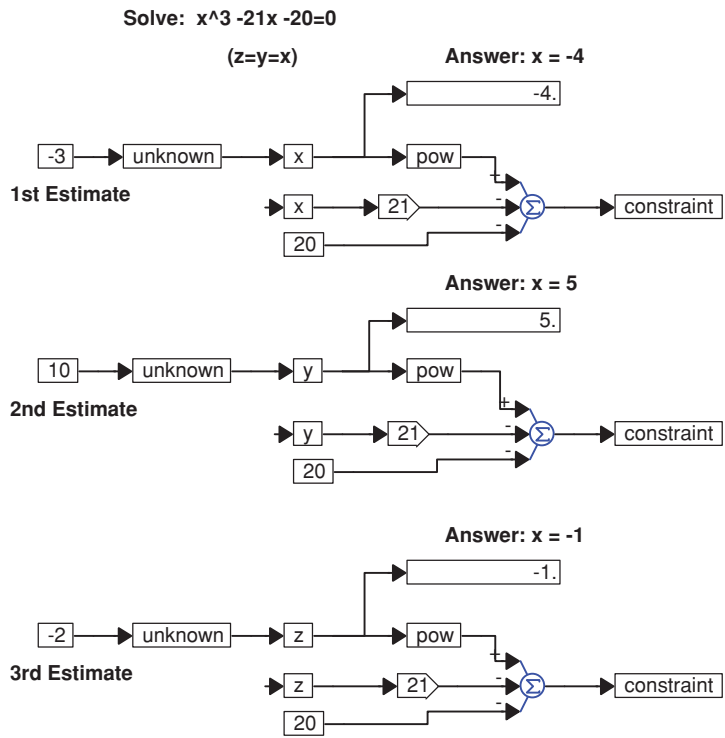 Solve: x^3 -21x -20=0
(z=y=x) Answer: x = -4
-4.
-3 unknown x pow
+
1st Estimate
x 21 - Σ constraint
20 -
Answer: x = 5
5.
10 unknown y pow
2nd Estimate +
y 21 - Σ constraint
20 -
Answer: x = -1
-1.
-2 unknown z pow
+
3rd Estimate
z 21 - Σ constraint
20 -